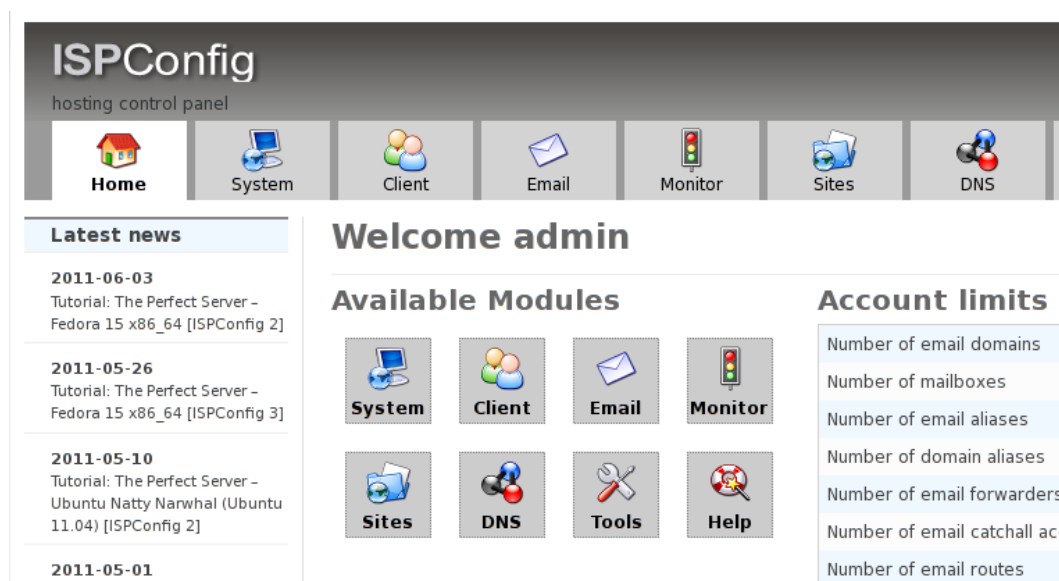 ISPConfig
hosting control panel
Home
System
Client
Email
Monitor
Sites
DNS
Latest news
2011-06-03
Tutorial: The Perfect Server –
Fedora 15 x86_64 [ISPConfig 2]
2011-05-26
Tutorial: The Perfect Server –
Fedora 15 x86_64 [ISPConfig 3]
2011-05-10
Tutorial: The Perfect Server –
Ubuntu Natty Narwhal (Ubuntu
11.04) [ISPConfig 2]
2011-05-01
Welcome admin
Available Modules
System
Client
Email
Monitor
Sites
DNS
Tools
Help
Account limits
Number of email domains
Number of mailboxes
Number of email aliases
Number of domain aliases
Number of email forwarders
Number of email catchall
Number of email routes